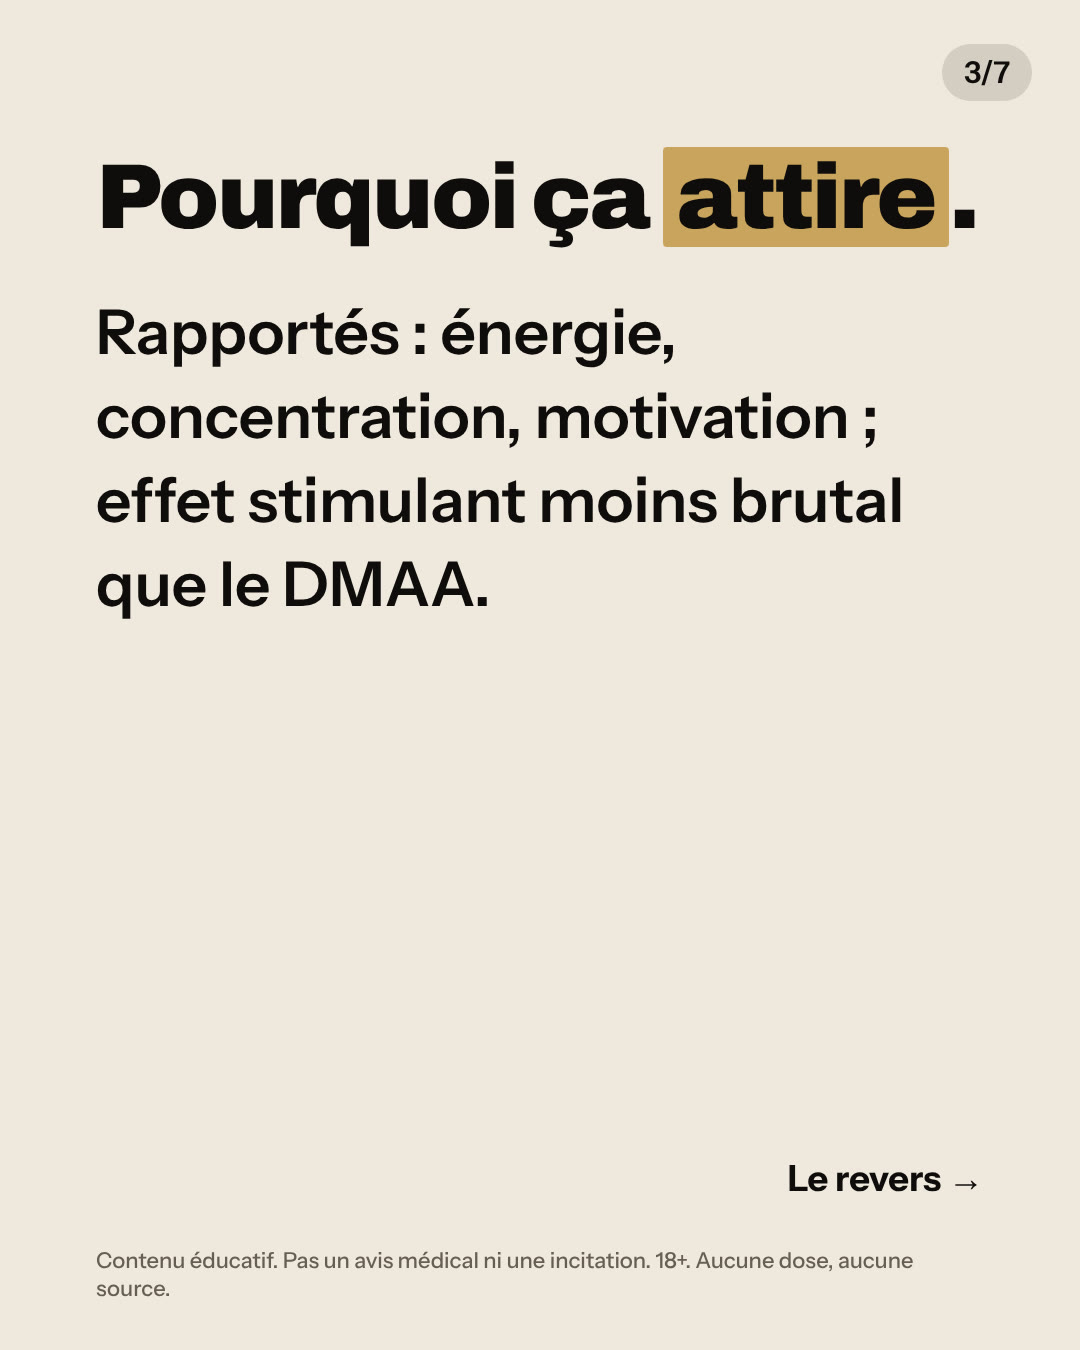 3/7
Pourquoi ça attire.
Rapportés : énergie,
concentration, motivation ;
effet stimulant moins brutal
que le DMAA.
Le revers →
Contenu éducatif. Pas un avis médical ni une incitation. 18+. Aucune dose, aucune
source.